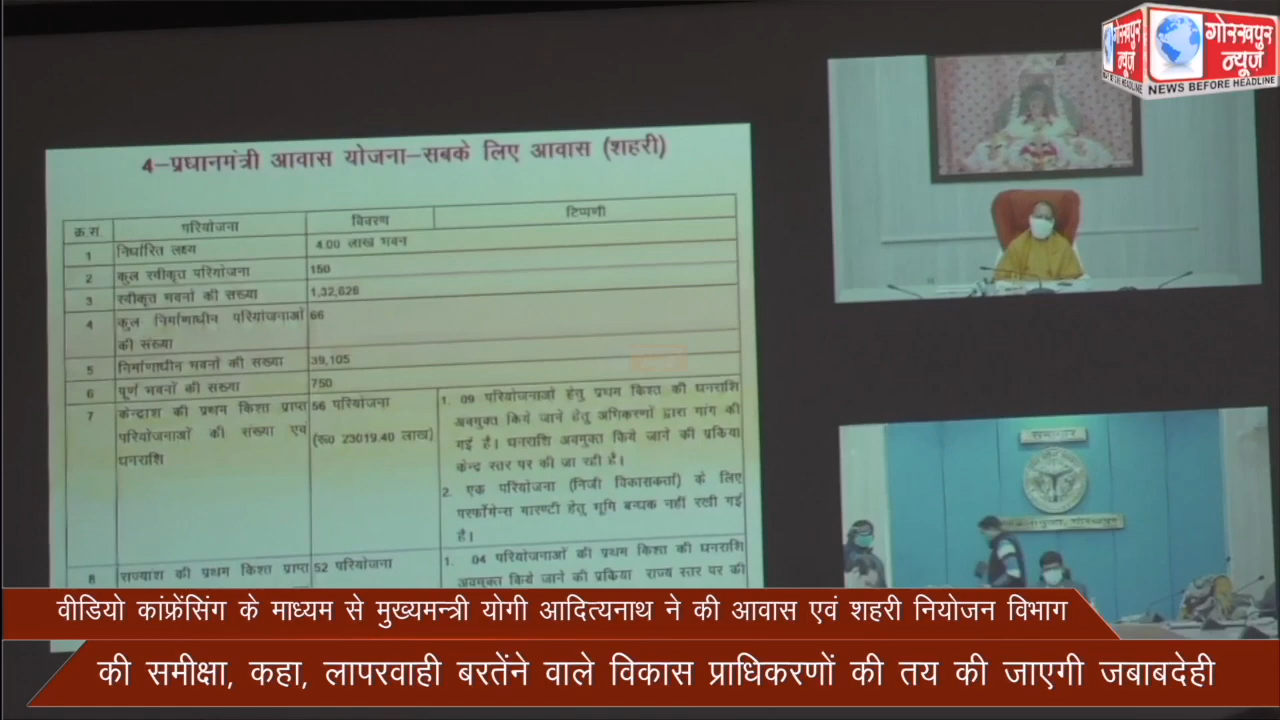 गोरखपुर
न्यूज़
गोरखपुर
न्यूज़
NEWS BEFORE HEADLINE
4-प्रधानमंत्री आवास योजना-सबके लिए आवास (शहरी)
क्र.स. परियोजना विवरण टिप्पणी
1 निर्धारित लक्ष्य 4.00 लाख भवन
2 कुल स्वीकृत परियोजना 150
3 स्वीकृत भवनों की संख्या 1,32,626
4 कुल निर्माणाधीन परियोजनाओं 66
की संख्या
5 निर्माणाधीन भवनों की संख्या 39,105
6 पूर्ण भवनों की संख्या 750
7 केन्द्राश की प्रथम किश्त प्राप्त 56 परियोजना
परियोजनाओं की संख्या एव (रू0 23019.40 लाख)
धनराशि
1. 09 परियोजनाओ हेतु प्रथम किश्त की धनराशि
अवमुक्त किये जाने हेतु अभिकरणों द्वारा मांग की
गई है। धनराशि अवमुक्त किये जाने की प्रकिया
केन्द स्तर पर की जा रही है।
2. एक परियोजना (निजी विकासकर्ता) के लिए
परर्फोमेन्स गारण्टी हेतु भूमि बन्धक नहीं रखी गई
है।
8 राज्याश की प्रथम किश्त प्राप्त 52 परियोजना
1. 04 परियोजनाओं की प्रथम किश्त की धनराशि
अवमुक्त किये जाने की प्रकिया राज्य स्तर पर की
सभागार
गोरखपुर
वीडियो कांफ्रेंसिंग के माध्यम से मुख्यमन्त्री योगी आदित्यनाथ ने की आवास एवं शहरी नियोजन विभाग
की समीक्षा, कहा, लापरवाही बरतेंने वाले विकास प्राधिकरणों की तय की जाएगी जबाबदेही